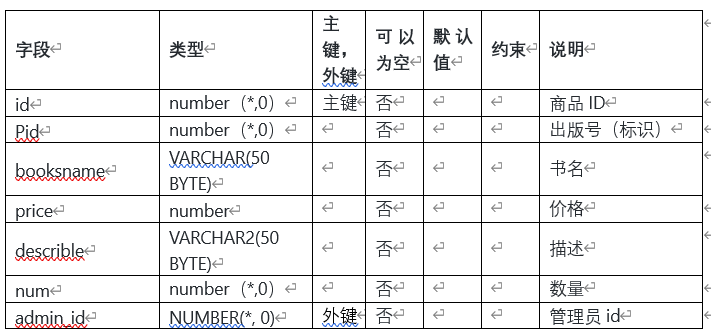 字段 类型 主键，外键 可以为空 默认值 约束 说明
id number（*,0） 主键 否 商品 ID
Pid number（*,0） 否 出版号（标识）
booksname VARCHAR(50 BYTE) 否 书名
price number 否 价格
describle VARCHAR2(50 BYTE) 否 描述
num number（*,0） 否 数量
admin_id NUMBER(*, 0) 外键 否 管理员 id